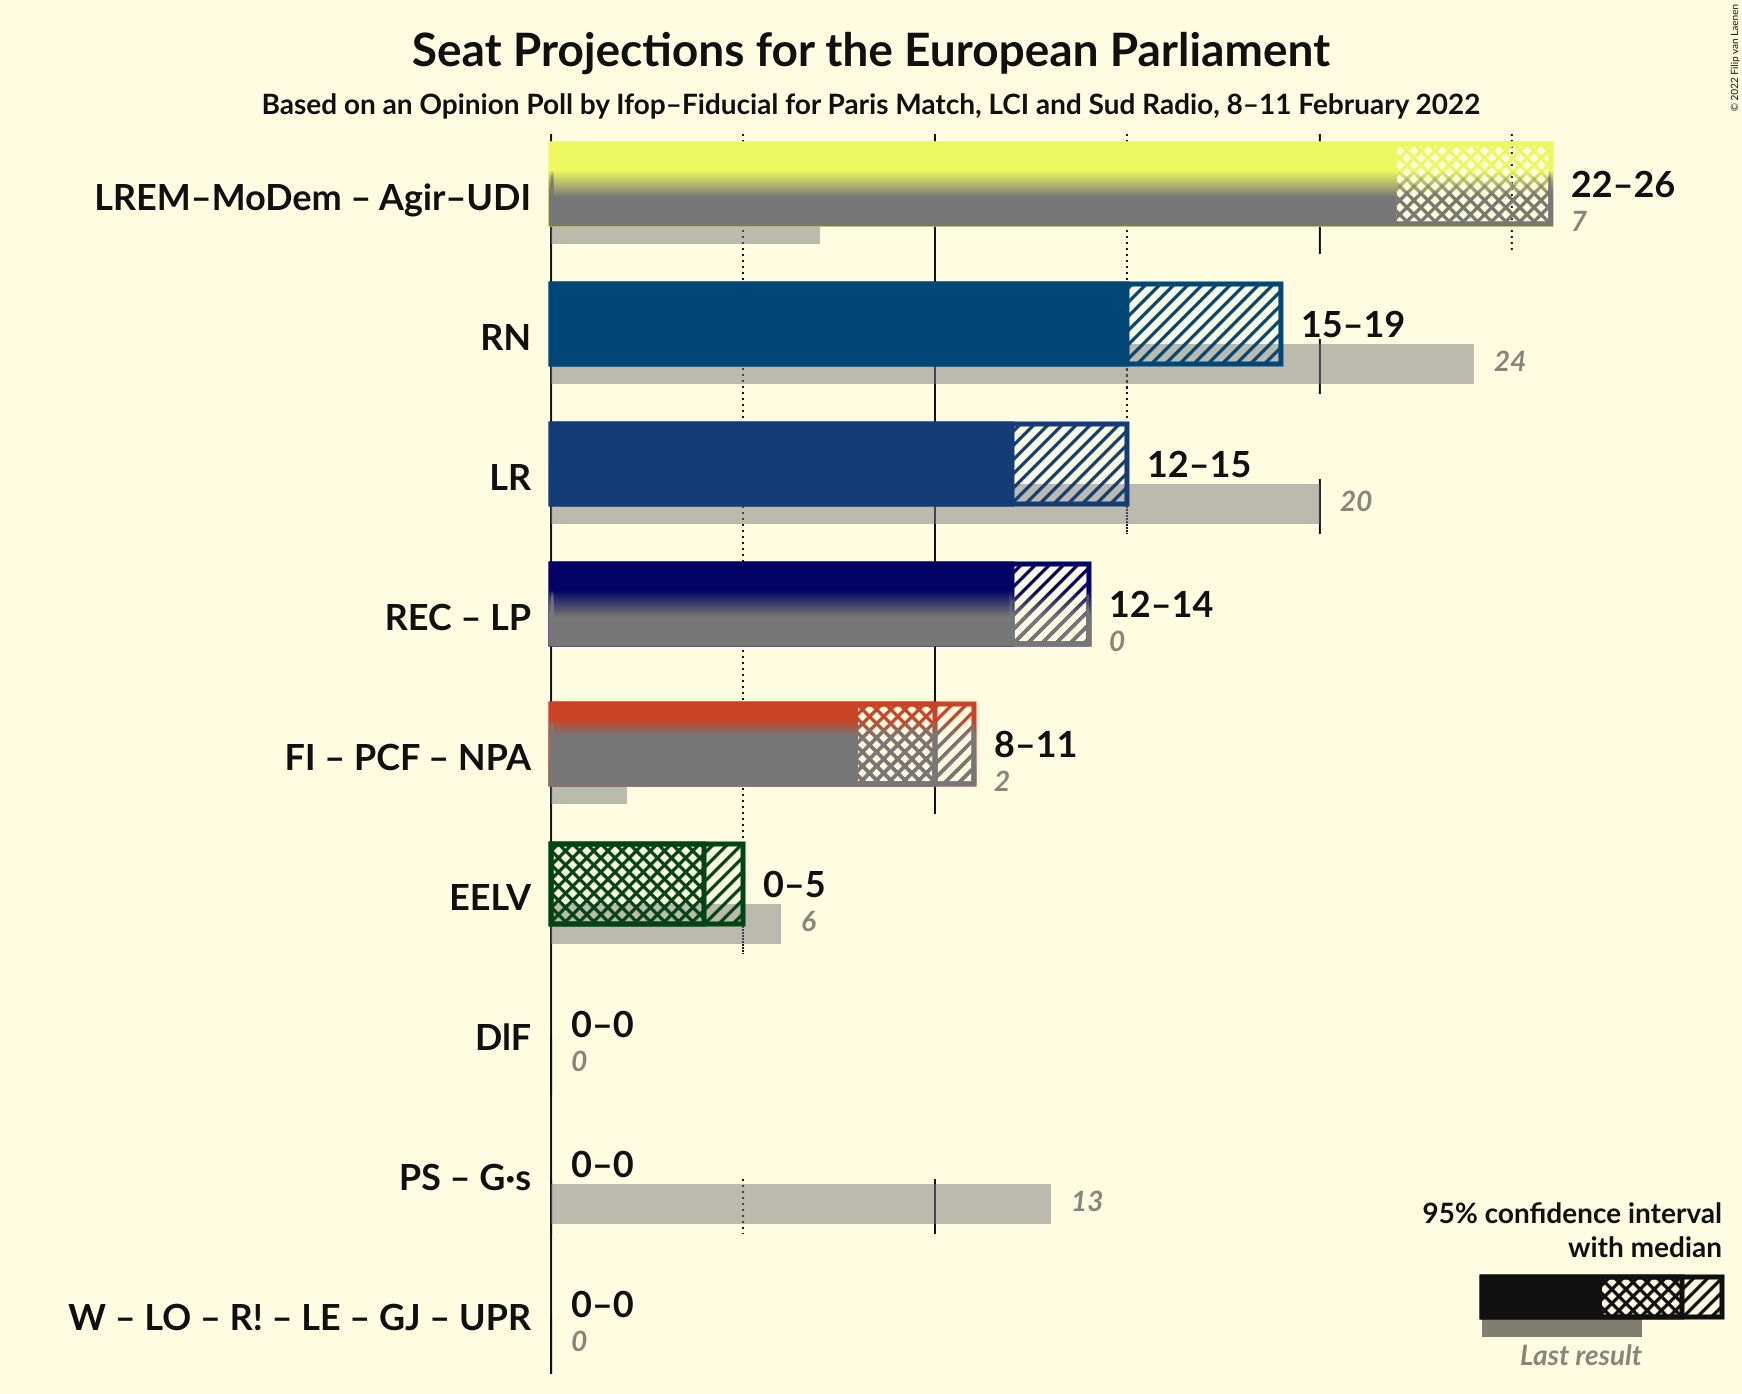 Seat Projections for the European Parliament
Based on an Opinion Poll by Ifop–Fiducial for Paris Match, LCI and Sud Radio, 8–11 February 2022
© 2022 Filip van Laenen
LREM–MoDem – Agir–UDI
22–26
7
RN
15–19
24
LR
12–15
20
REC – LP
12–14
0
FI – PCF – NPA
8–11
2
EELV
0–5
6
DlF
0–0
0
PS – G·s
0–0
13
W – LO – R! – LE – GJ – UPR
0–0
0
95% confidence interval
with median
Last result